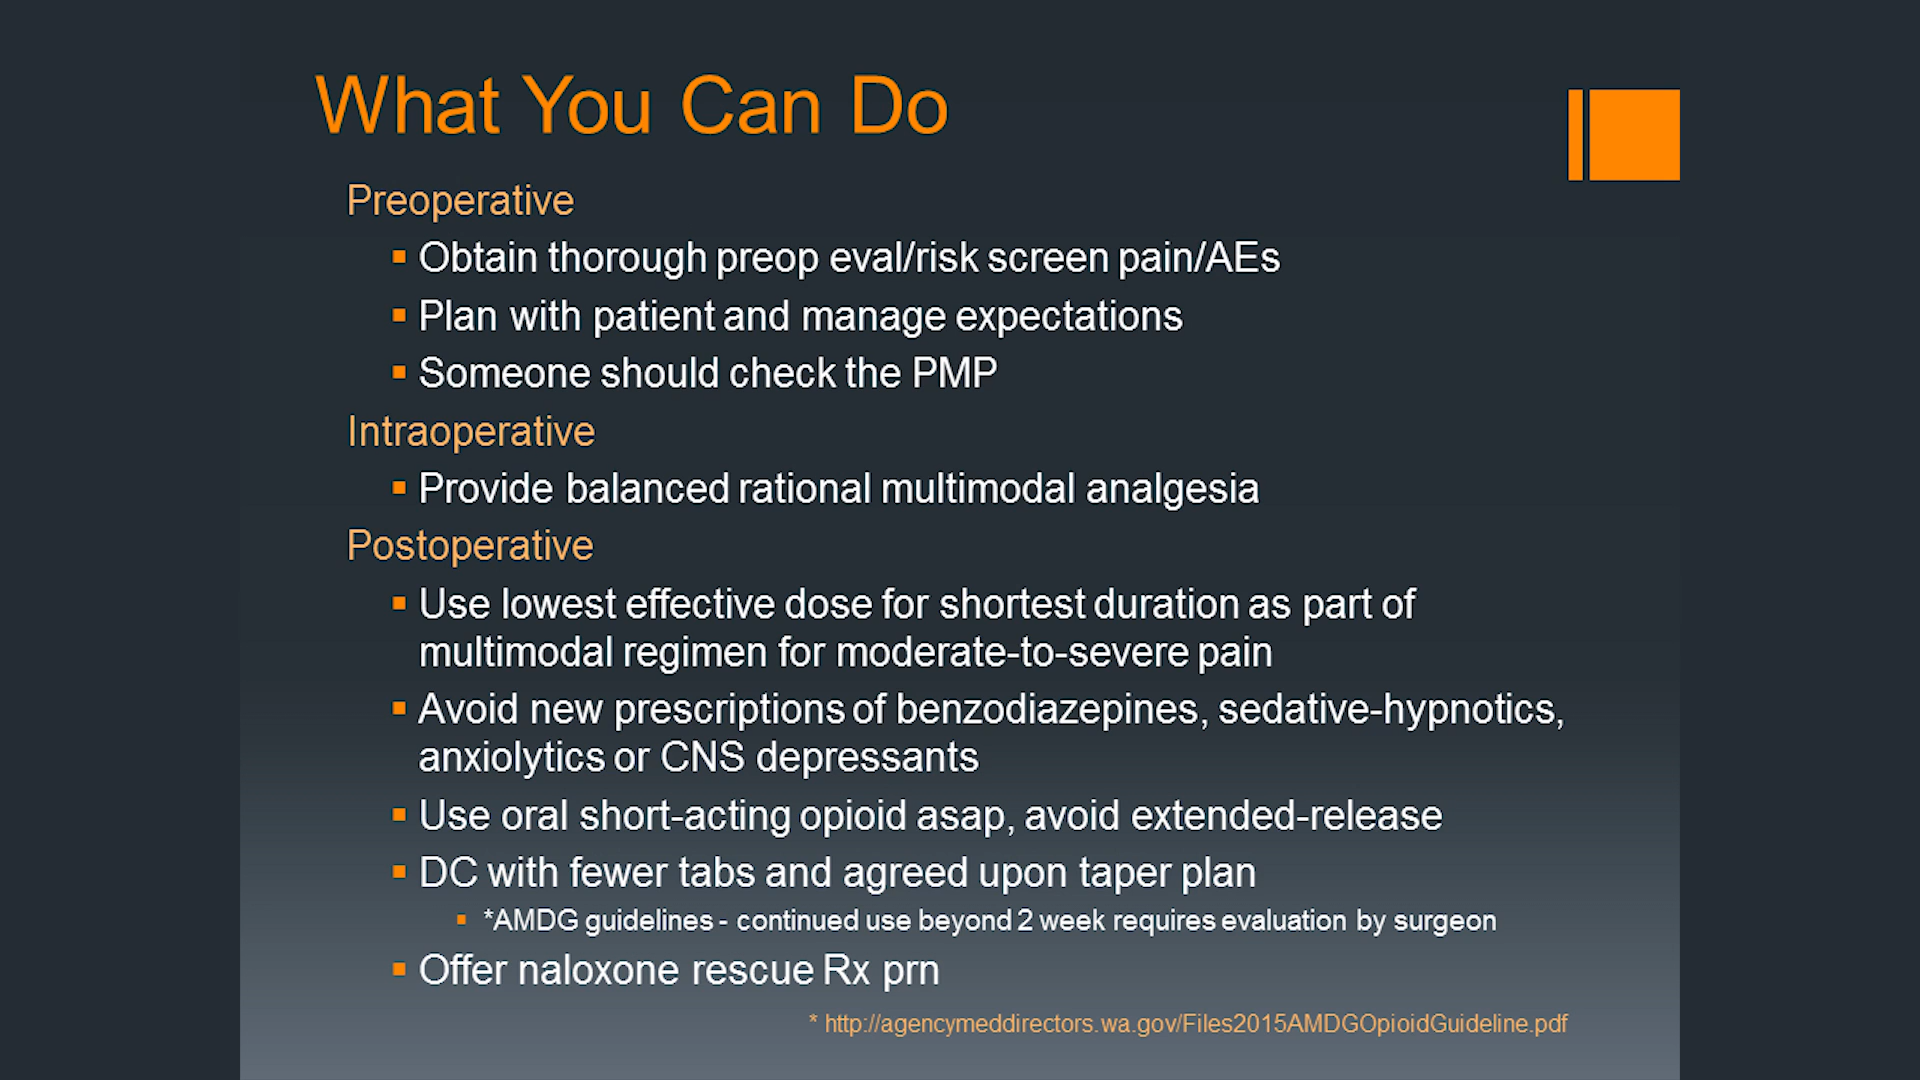 What You Can Do
Preoperative
Obtain thorough preop eval/risk screen pain/AEs
Plan with patient and manage expectations
Someone should check the PMP
Intraoperative
Provide balanced rational multimodal analgesia
Postoperative
Use lowest effective dose for shortest duration as part of
multimodal regimen for moderate-to-severe pain
Avoid new prescriptions of benzodiazepines, sedative-hypnotics,
anxiolytics or CNS depressants
Use oral short-acting opioid asap, avoid extended-release
DC with fewer tabs and agreed upon taper plan
*AMDG guidelines - continued use beyond 2 week requires evaluation by surgeon
Offer naloxone rescue Rx prn
* http://agencymeddirectors.wa.gov/Files2015AMDGOpioidGuideline.pdf